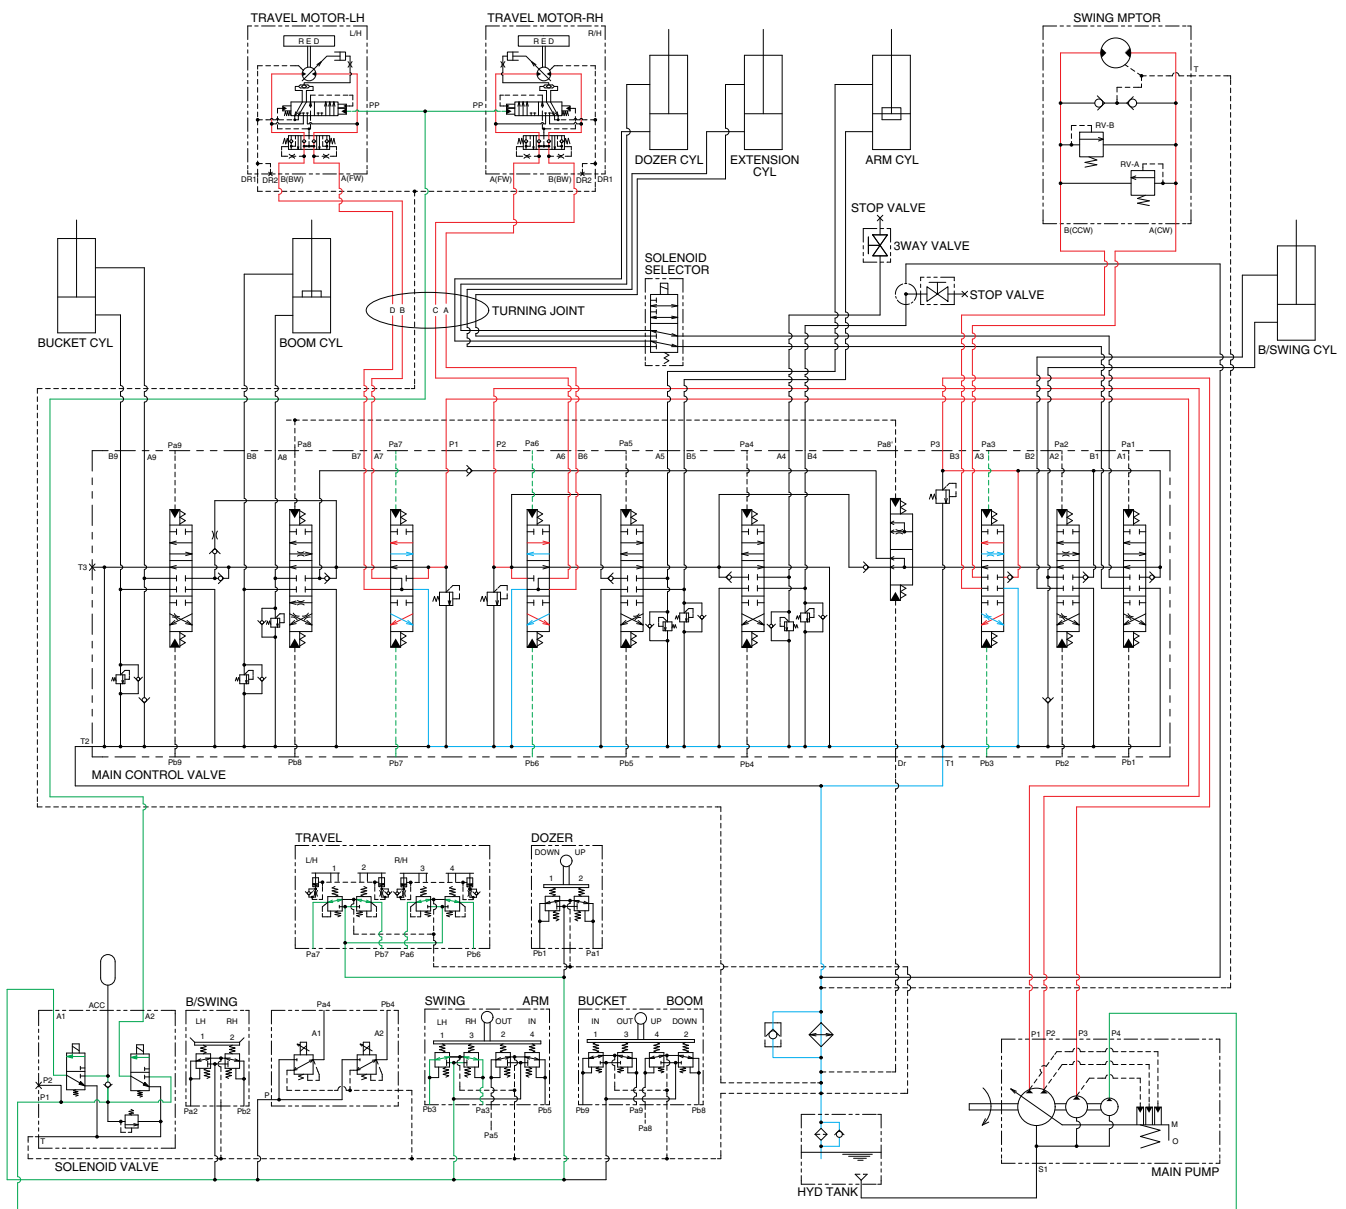 TRAVEL MOTOR-LH
TRAVEL MOTOR-RH
SWING MPTOR
L/H
R/H
RED
RED
T
PP
PP
RV-B
RV-A
DOZER CYL
EXTENSION
CYL
ARM CYL
DR1
DR2
B(BW)
A(FW)
A(FW)
B(BW)
DR2
DR1
STOP VALVE
3WAY VALVE
B(CCW)
A(CW)
SOLENOID
SELECTOR
STOP VALVE
D
B
C
A
TURNING JOINT
BUCKET CYL
BOOM CYL
B/SWING CYL
Pa9
Pa8
Pa7
P1
P2
Pa6
Pa5
Pa4
Pa8'
P3
Pa3
Pa2
Pa1
B9
A9
B8
A8
B7
A7
A6
B6
A5
B5
A4
B4
B3
A3
B2
A2
B1
A1
T3
T2
Pb9
Pb8
Pb7
Pb6
Pb5
Pb4
Dr
T1
Pb3
Pb2
Pb1
MAIN CONTROL VALVE
TRAVEL
DOZER
L/H
1
2
R/H
3
4
DOWN
UP
1
2
Pa7
Pb7
Pa6
Pb6
Pb1
Pa1
ACC
A1
A2
B/SWING
LH
RH
1
2
Pa4
Pb4
A1
A2
SWING
ARM
LH
RH
OUT
IN
1
3
2
4
BUCKET
BOOM
IN
OUT
UP
DOWN
1
3
4
2
P2
P1
P
T
Pa2
Pb2
Pb3
Pa3
Pb5
Pa5
Pb9
Pa9
Pb8
Pa8
SOLENOID VALVE
P1
P2
P3
P4
M
O
S1
HYD TANK
MAIN PUMP